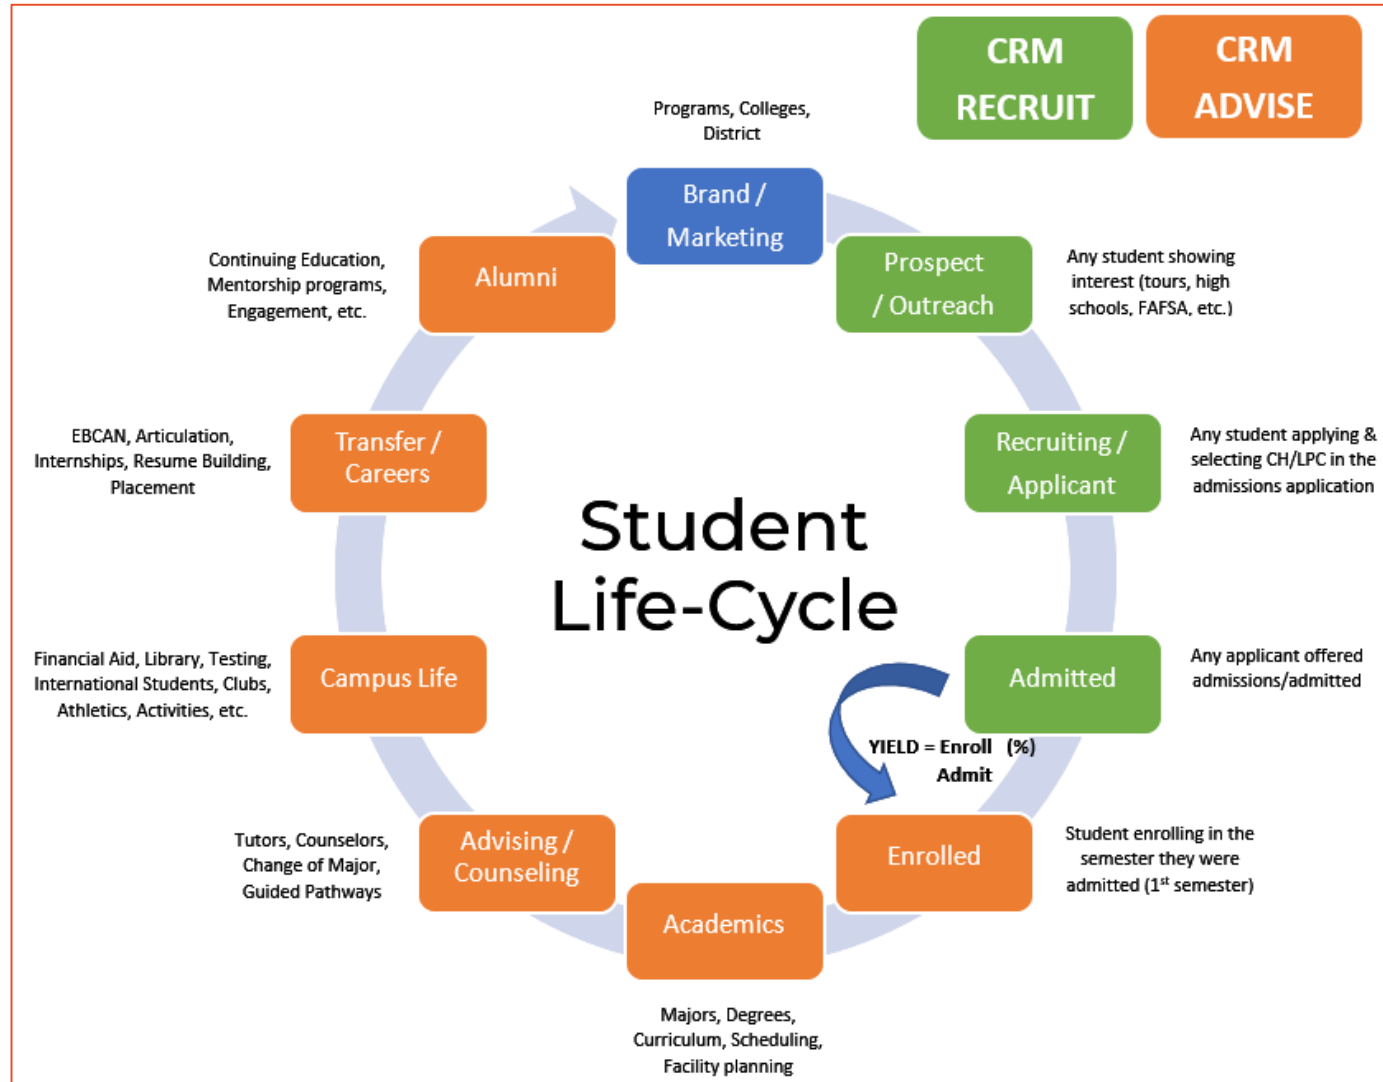 CRM
RECRUIT
CRM
ADVISE
Programs, Colleges,
District
Brand /
Marketing
Prospect
/ Outreach
Any student showing
interest (tours, high
schools, FAFSA, etc.)
Recruiting /
Applicant
Any student applying &
selecting CH/LPC in the
admissions application
Admitted
Any applicant offered
admissions/admitted
YIELD = Enroll (%)
Admit
Enrolled
Student enrolling in the
semester they were
admitted (1st semester)
Academics
Majors, Degrees,
Curriculum, Scheduling,
Facility planning
Advising /
Counseling
Tutors, Counselors,
Change of Major,
Guided Pathways
Campus Life
Financial Aid, Library, Testing,
International Students, Clubs,
Athletics, Activities, etc.
Transfer /
Careers
EBCAN, Articulation,
Internships, Resume Building,
Placement
Alumni
Continuing Education,
Mentorship programs,
Engagement, etc.
Student
Life-Cycle